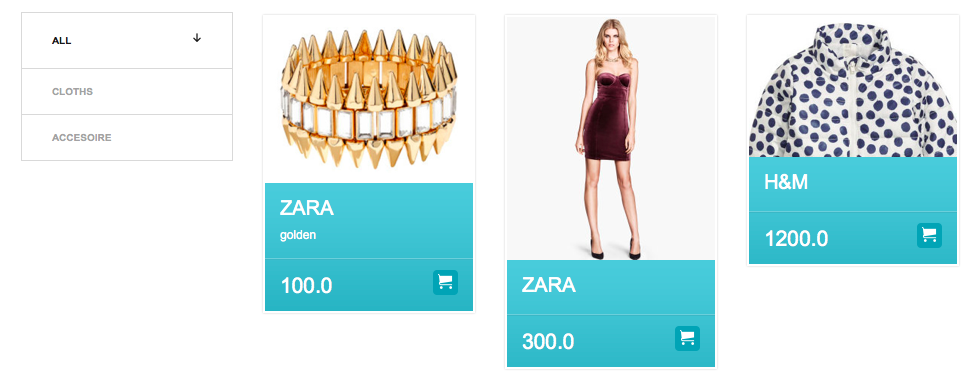 ALL
CLOTHS
ACCESOIRE
ZARA
golden
100.0
ZARA
300.0
H&M
1200.0